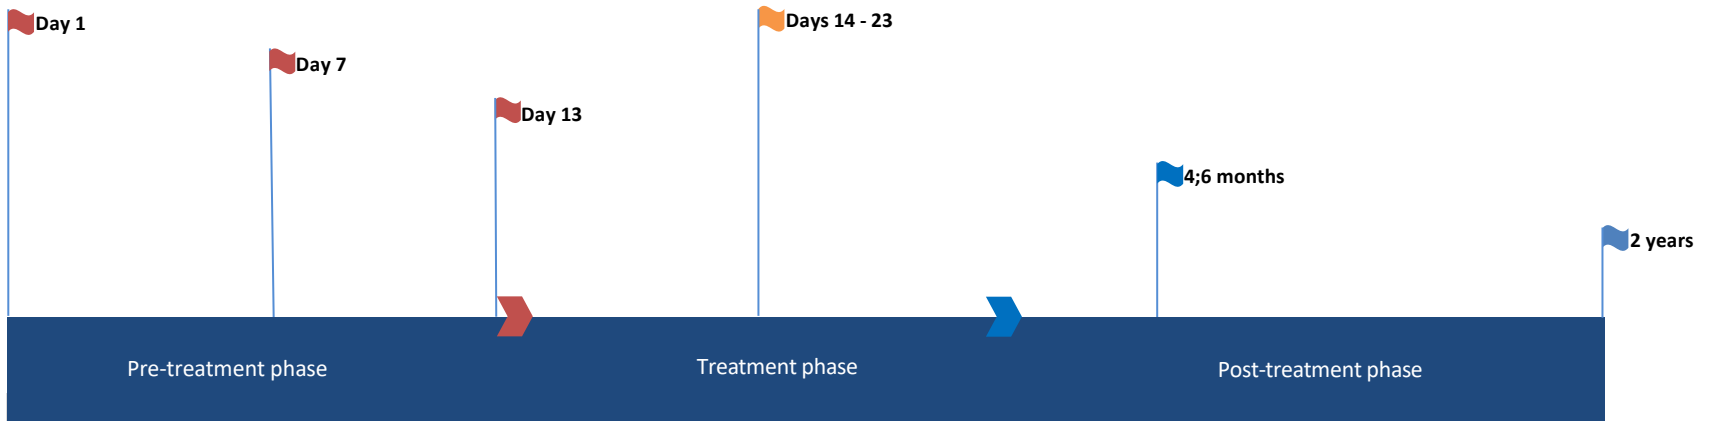 Day 1
Day 7
Day 13
Days 14 - 23
4;6 months
2 years
Pre-treatment phase
Treatment phase
Post-treatment phase